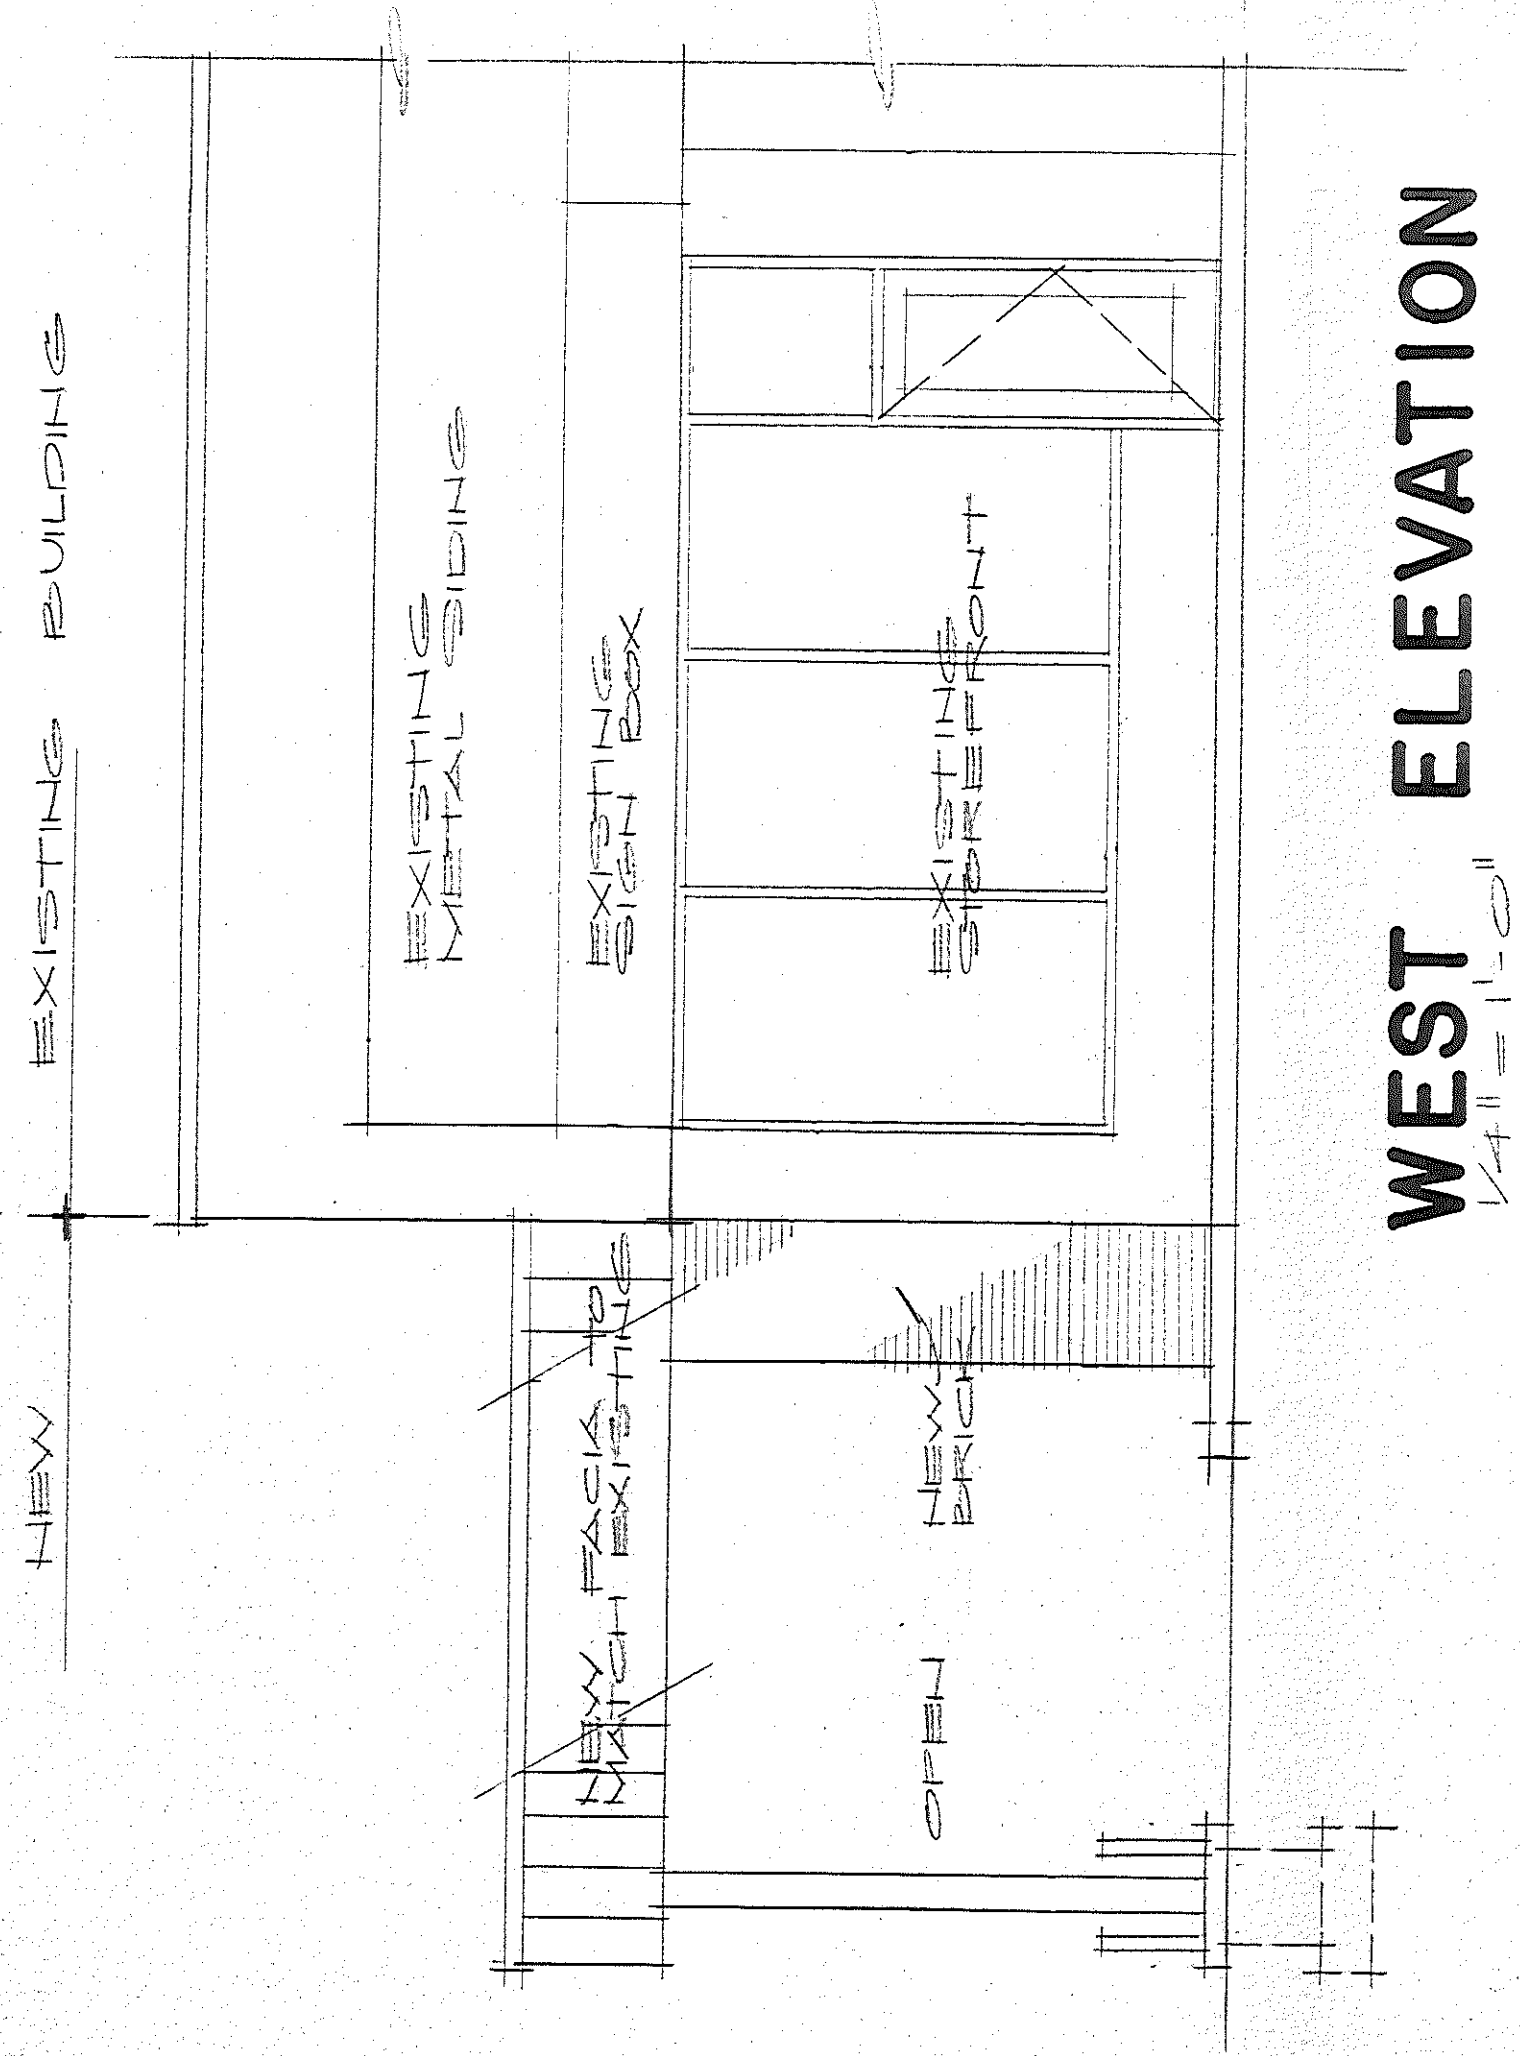 NEW
EXISTING BUILDING
EXISTING
METAL SIDING
EXISTING
SIGN BOX
NEW FACIA TO
MATCH EXISTING
EXISTING
STOREFRONT
OPEN
NEW
BRICK
WEST ELEVATION
1/4" = 1'-0"